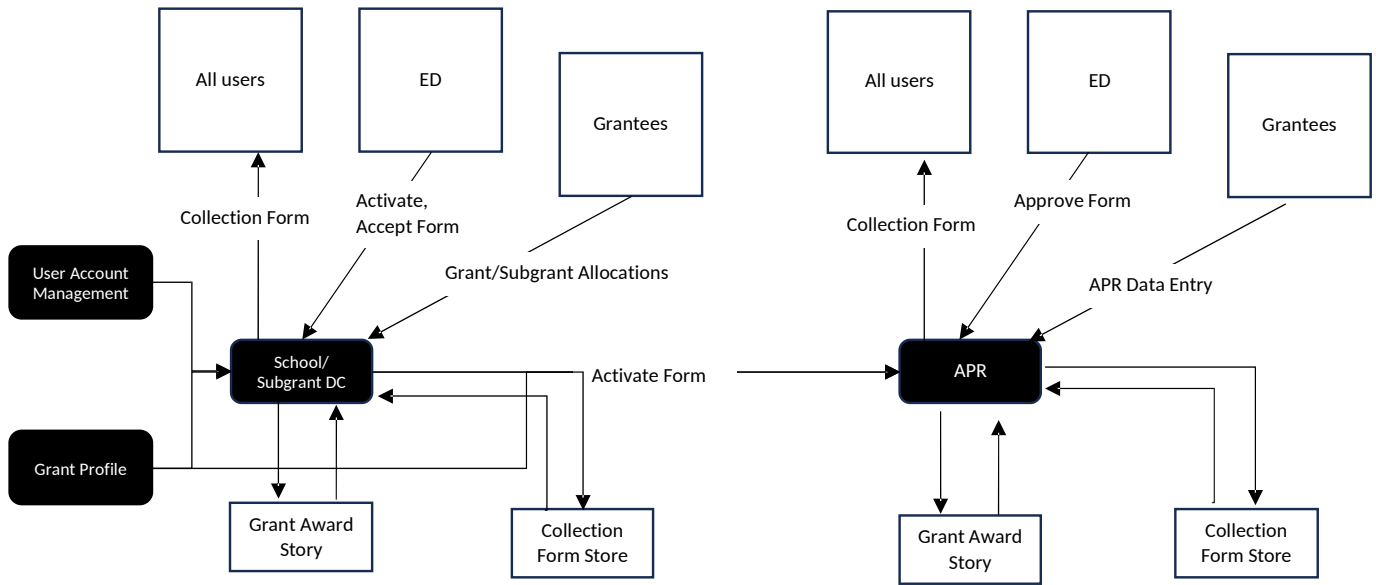 All users
ED
Grantees
All users
ED
Grantees
Collection Form
Activate,
Accept Form
Grant/Subgrant Allocations
Collection Form
Approve Form
APR Data Entry
User Account
Management
School/
Subgrant DC
Activate Form
APR
Grant Profile
Grant Award
Story
Collection
Form Store
Grant Award
Story
Collection
Form Store